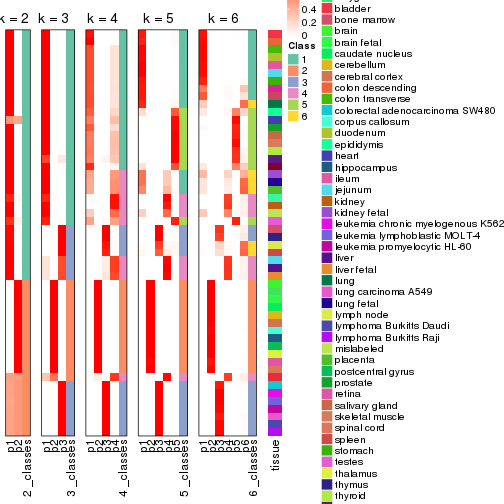 k = 2
k = 3
k = 4
k = 5
k = 6
p1
p2
2_classes
p1
p2
p3
3_classes
p1
p2
p3
p4
4_classes
p1
p2
p3
p4
p5
5_classes
p1
p2
p3
p4
p5
p6
6_classes
tissue
0.4
0.2
0
Class
1
2
3
4
5
6
bladder
bone marrow
brain
brain fetal
caudate nucleus
cerebellum
cerebral cortex
colon descending
colon transverse
colorectal adenocarcinoma SW480
corpus callosum
duodenum
epididymis
heart
hippocampus
ileum
jejunum
kidney
kidney fetal
leukemia chronic myelogenous K562
leukemia lymphoblastic MOLT-4
leukemia promyelocytic HL-60
liver
liver fetal
lung
lung carcinoma A549
lung fetal
lymph node
lymphoma Burkitts Daudi
lymphoma Burkitts Raji
mislabeled
placenta
postcentral gyrus
prostate
retina
salivary gland
skeletal muscle
spinal cord
spleen
stomach
testes
thalamus
thymus
thyroid